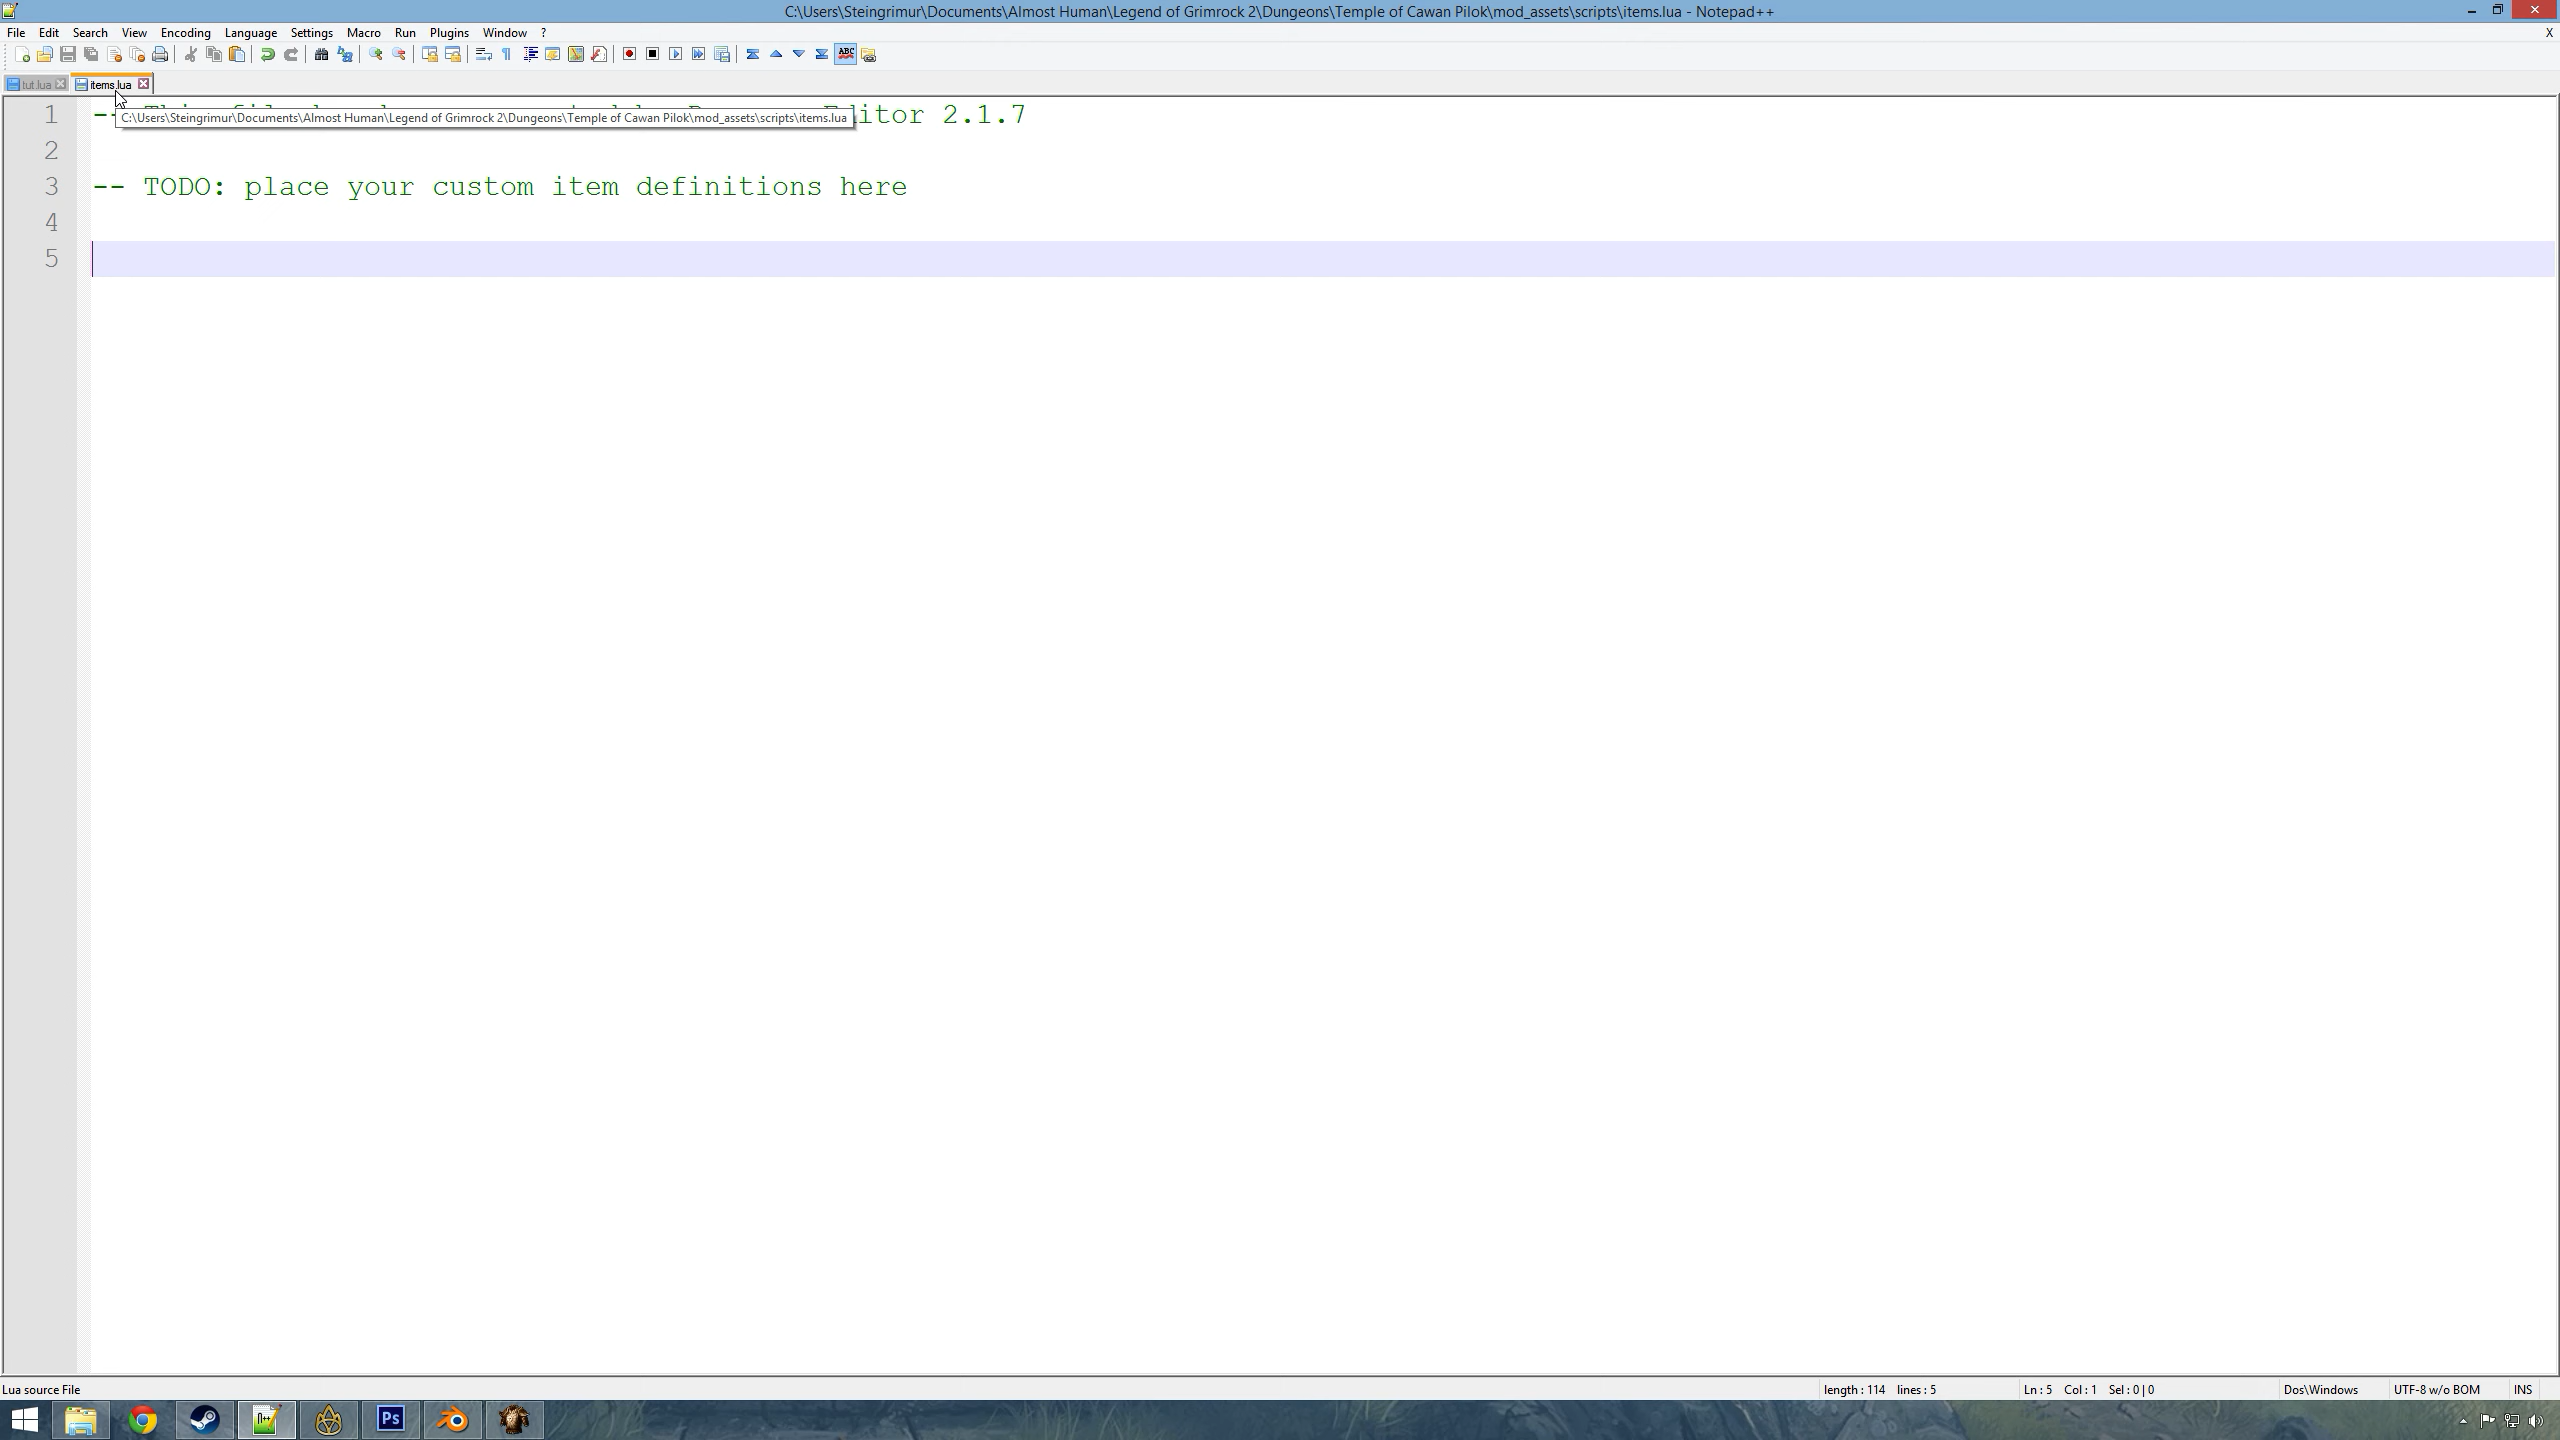 C:\Users\Steingrimur\Documents\Almost Human\Legend of Grimrock 2\Dungeons\Temple of Cawan Pilok\mod_assets\scripts\items.lua - Notepad++
File Edit Search View Encoding Language Settings Macro Run Plugins Window ? X
ABC
tut.lua items.lua
1 -- itor 2.1.7
C:\Users\Steingrimur\Documents\Almost Human\Legend of Grimrock 2\Dungeons\Temple of Cawan Pilok\mod_assets\scripts\items.lua
2
3 -- TODO: place your custom item definitions here
4
5
Lua source File length : 114 lines : 5 Ln : 5 Col : 1 Sel : 0 | 0 Dos\Windows UTF-8 w/o BOM INS
Ps